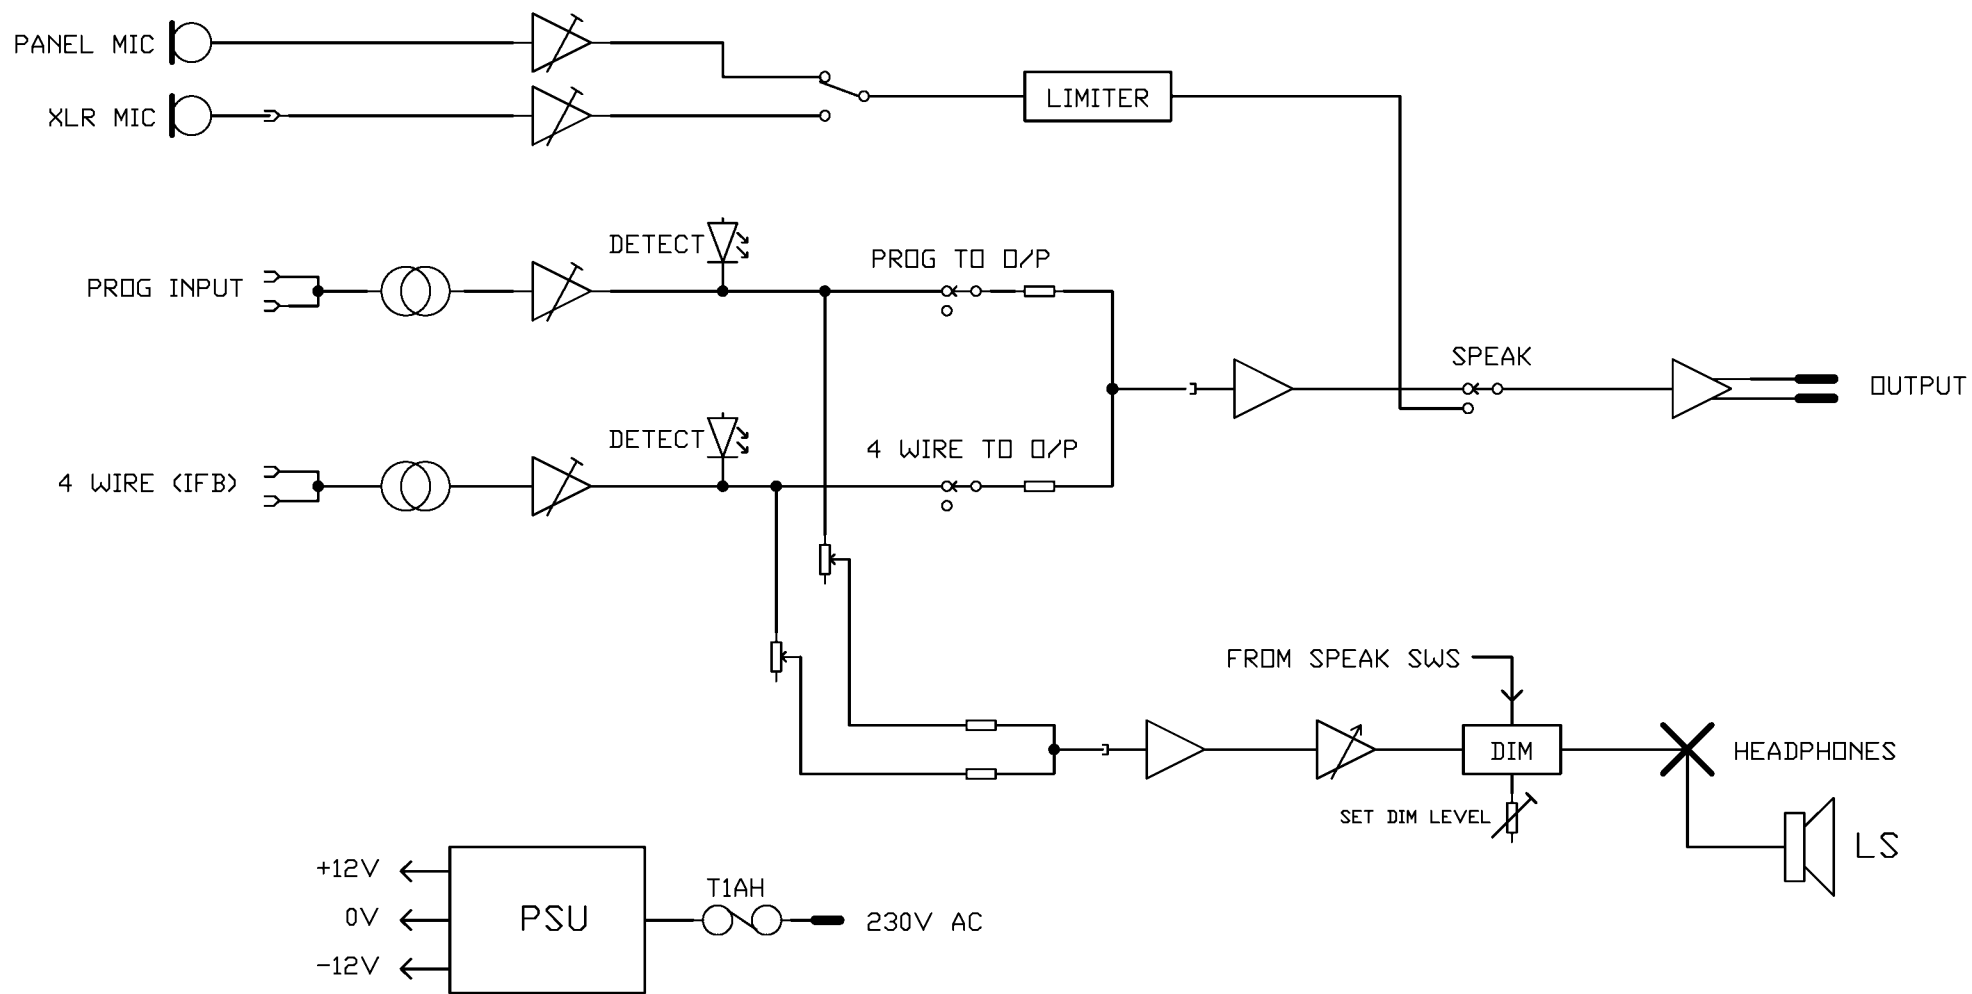 PANEL MIC
XLR MIC
LIMITER
DETECT
PROG TO O/P
PROG INPUT
SPEAK
OUTPUT
DETECT
4 WIRE TO O/P
4 WIRE (IFB)
FROM SPEAK SWS
DIM
HEADPHONES
SET DIM LEVEL
LS
+12V
T1AH
0V
PSU
230V AC
-12V